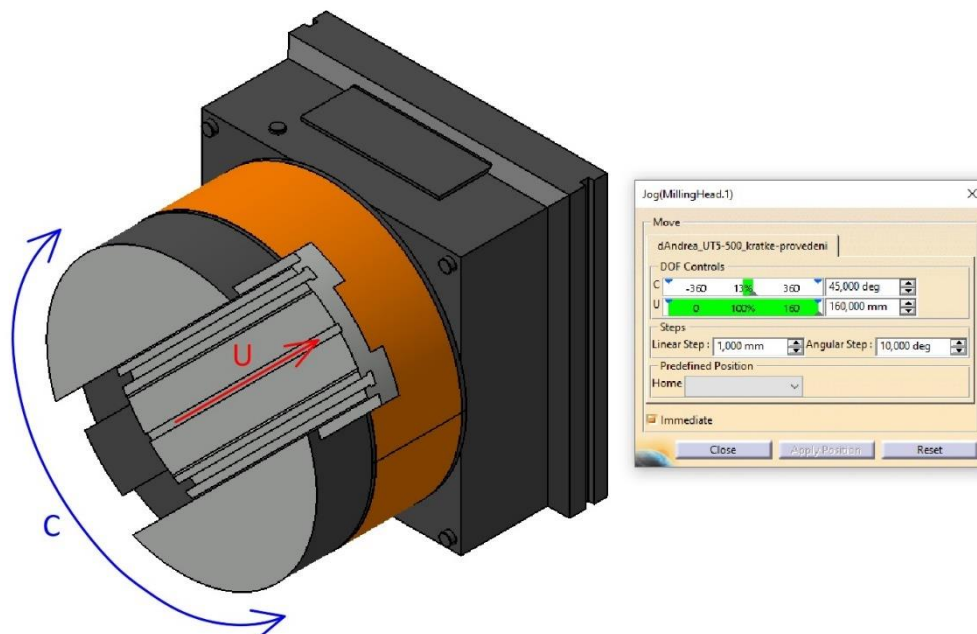 U
C
Jog(MillingHead.1)
Move
dAndrea_UT5-500_kratke-provedeni
DOF Controls
C -360 13% 360 45,000 deg
U 0 100% 160 160,000 mm
Steps
Linear Step : 1,000 mm Angular Step : 10,000 deg
Predefined Position
Home
Immediate
Close Apply Position Reset